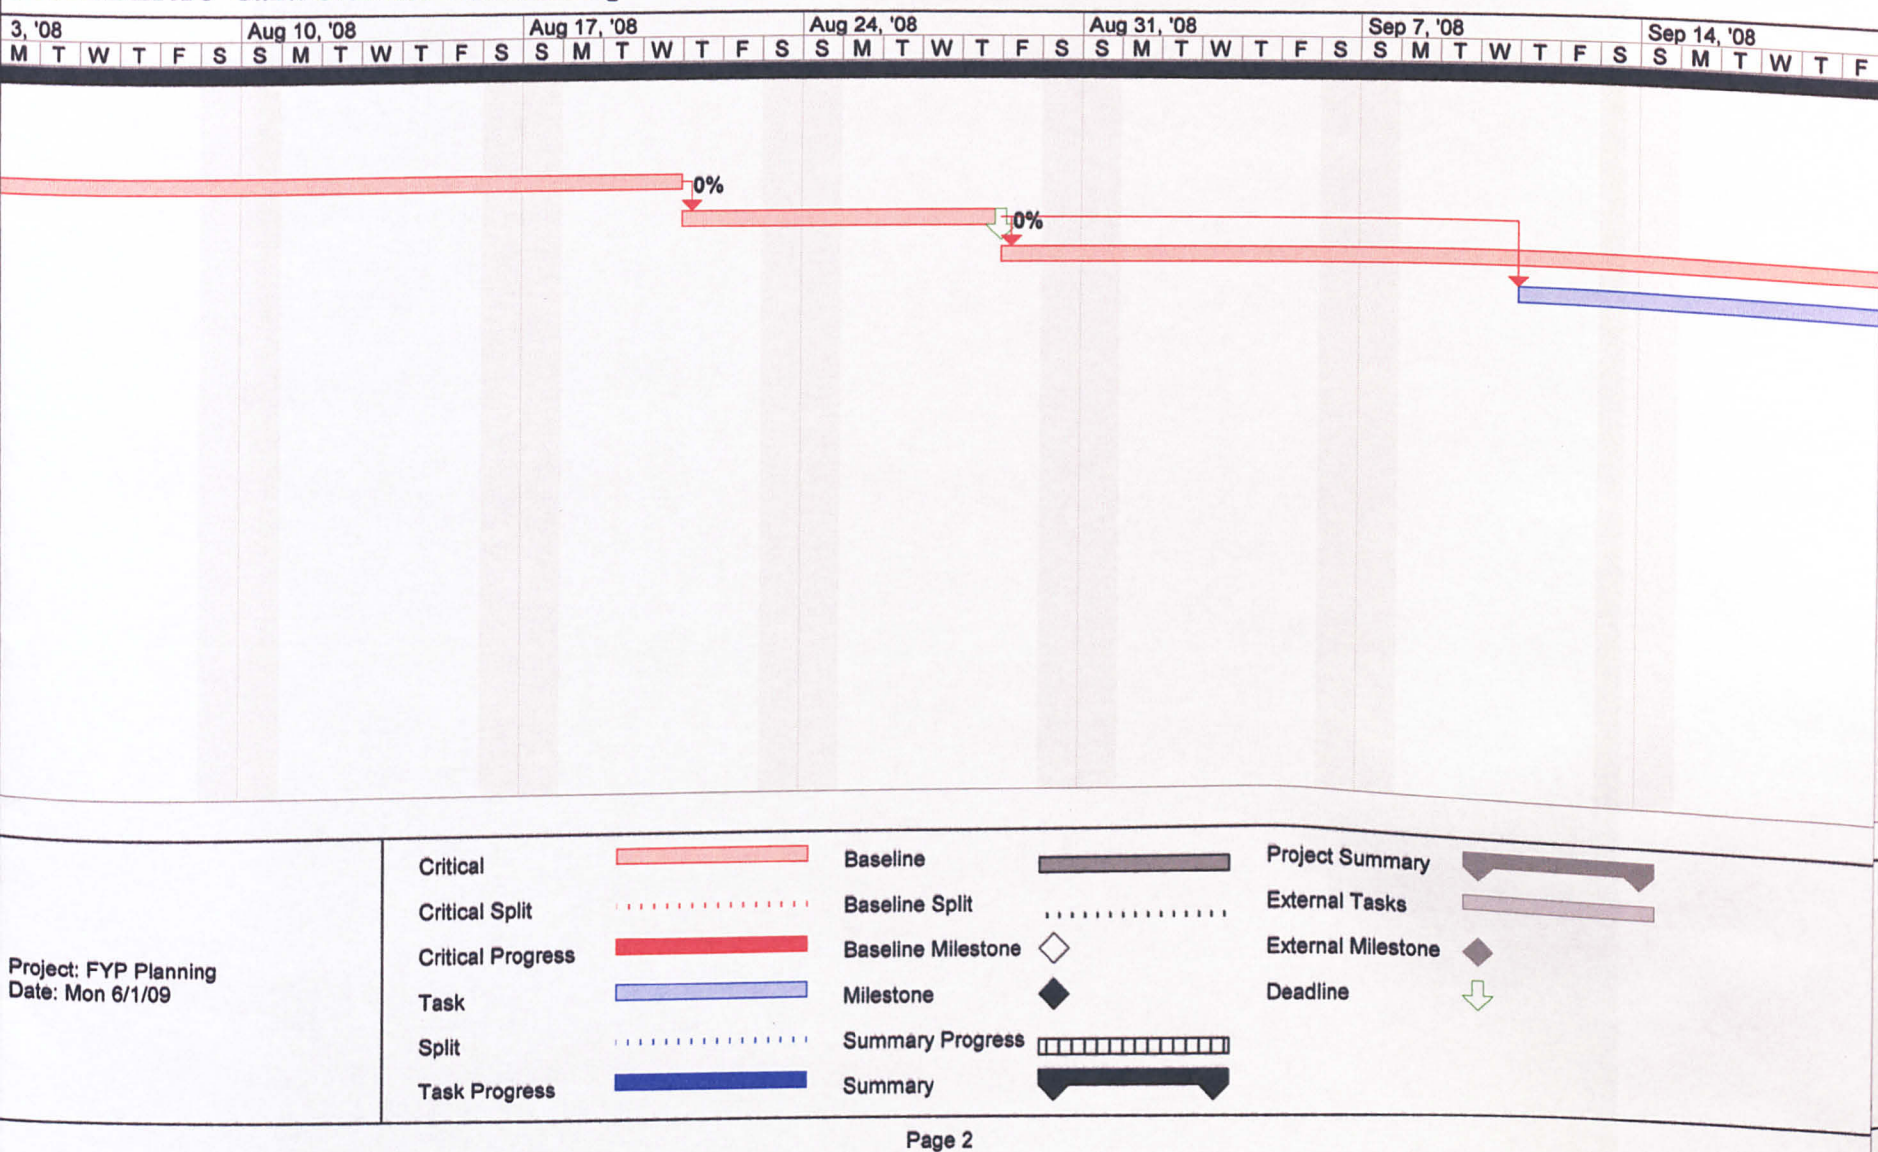 3, '08 Aug 10, '08 Aug 17, '08 Aug 24, '08 Aug 31, '08 Sep 7, '08 Sep 14, '08
M T W T F S S M T W T F S S M T W T F S S M T W T F S S M T W T F S S M T W T F S S M T W T F
0%
0%
Project: FYP Planning
Date: Mon 6/1/09
Critical
Critical Split
Critical Progress
Task
Split
Task Progress
Baseline
Baseline Split
Baseline Milestone
Milestone
Summary Progress
Summary
Project Summary
External Tasks
External Milestone
Deadline
Page 2